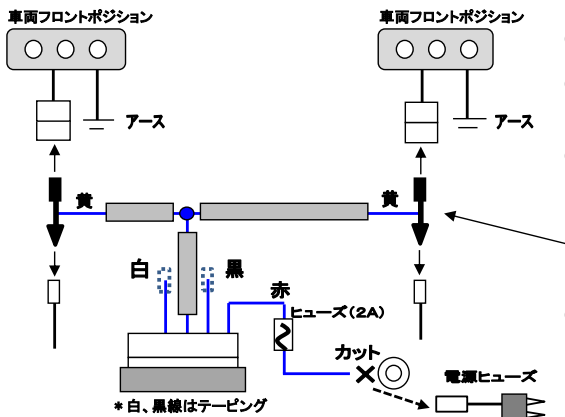 車両フロントポジション
車両フロントポジション
アース
アース
黄
黄
白
黒
赤
ヒューズ(2A)
カット
電源ヒューズ
*白、黒線はテーピング